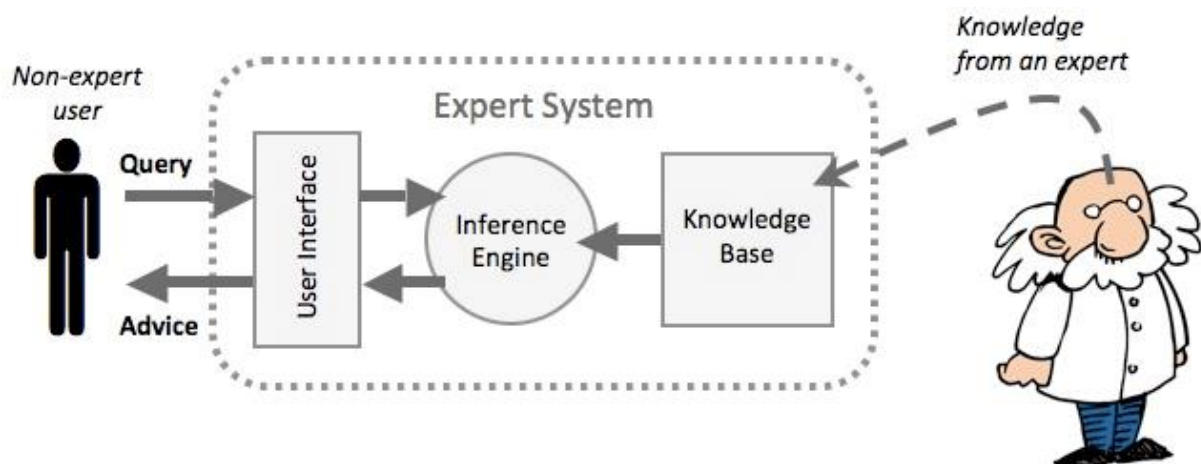 Non-expert
user
Query
Advice
Expert System
User Interface
Inference
Engine
Knowledge
Base
Knowledge
from an expert